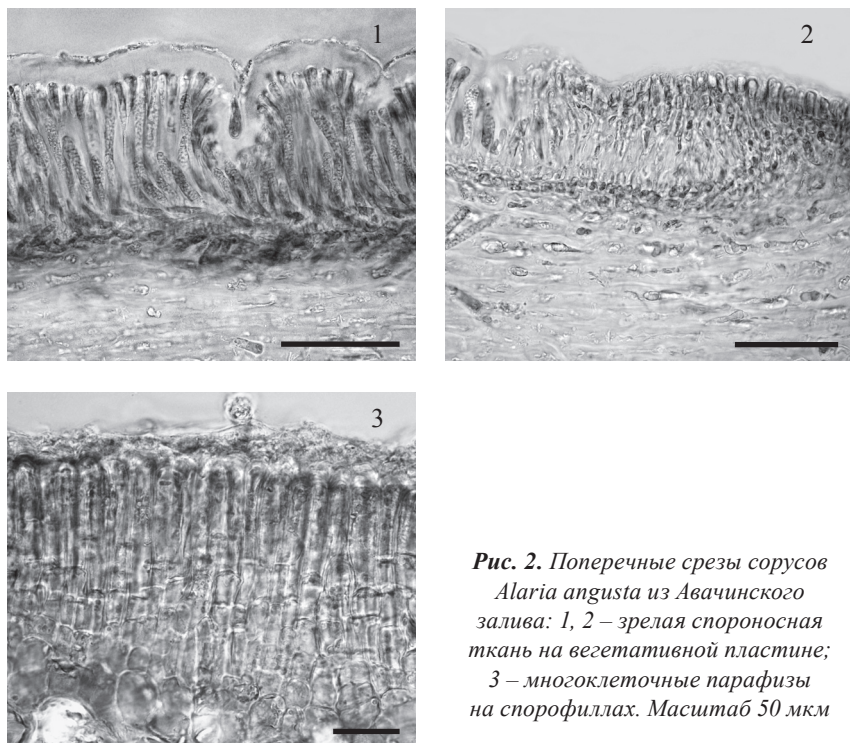 1
2
3
Рис. 2. Поперечные срезы сорусов
Alaria angusta из Авачинского
залива: 1, 2 – зрелая спороносная
ткань на вегетативной пластине;
3 – многоклеточные парафизы
на спорофиллах. Масштаб 50 мкм